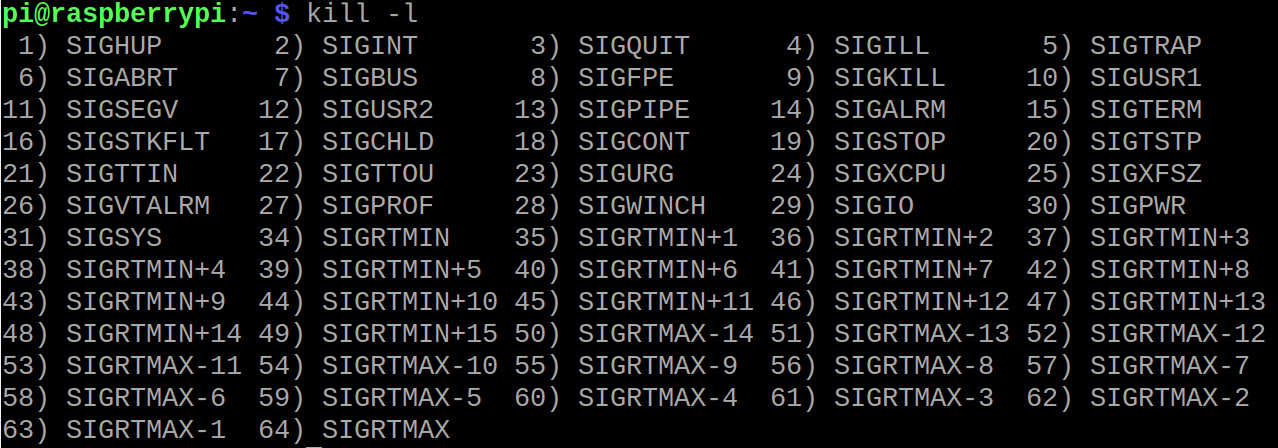 pi@raspberrypi:~ $ kill -l
 1) SIGHUP       2) SIGINT       3) SIGQUIT      4) SIGILL       5) SIGTRAP
 6) SIGABRT      7) SIGBUS       8) SIGFPE       9) SIGKILL     10) SIGUSR1
11) SIGSEGV     12) SIGUSR2     13) SIGPIPE     14) SIGALRM     15) SIGTERM
16) SIGSTKFLT   17) SIGCHLD     18) SIGCONT     19) SIGSTOP     20) SIGTSTP
21) SIGTTIN     22) SIGTTOU     23) SIGURG      24) SIGXCPU     25) SIGXFSZ
26) SIGVTALRM   27) SIGPROF     28) SIGWINCH    29) SIGIO       30) SIGPWR
31) SIGSYS      34) SIGRTMIN    35) SIGRTMIN+1  36) SIGRTMIN+2  37) SIGRTMIN+3
38) SIGRTMIN+4  39) SIGRTMIN+5  40) SIGRTMIN+6  41) SIGRTMIN+7  42) SIGRTMIN+8
43) SIGRTMIN+9  44) SIGRTMIN+10 45) SIGRTMIN+11 46) SIGRTMIN+12 47) SIGRTMIN+13
48) SIGRTMIN+14 49) SIGRTMIN+15 50) SIGRTMAX-14 51) SIGRTMAX-13 52) SIGRTMAX-12
53) SIGRTMAX-11 54) SIGRTMAX-10 55) SIGRTMAX-9  56) SIGRTMAX-8  57) SIGRTMAX-7
58) SIGRTMAX-6  59) SIGRTMAX-5  60) SIGRTMAX-4  61) SIGRTMAX-3  62) SIGRTMAX-2
63) SIGRTMAX-1  64) SIGRTMAX